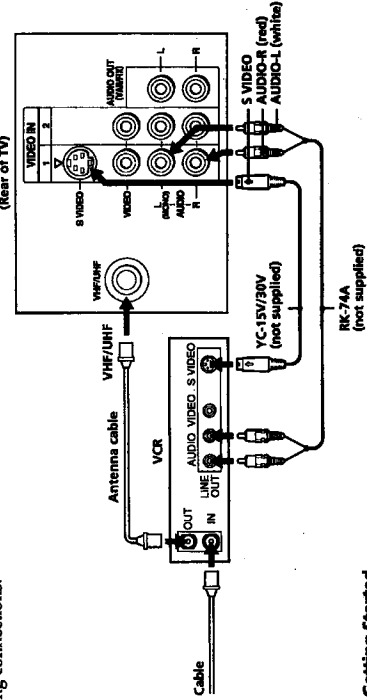 g connections.
(Rear of TV)
VIDEO IN
1 2
S VIDEO
VIDEO
L
(MONO)
AUDIO
R
AUDIO OUT
(VAR/FIX)
L
R
VHF/UHF
VHF/UHF
Antenna cable
VCR
OUT
IN
LINE
OUT
AUDIO VIDEO S VIDEO
Cable
S VIDEO
AUDIO-R (red)
AUDIO-L (white)
YC-15V/30V
(not supplied)
RK-74A
(not supplied)
Getting Started